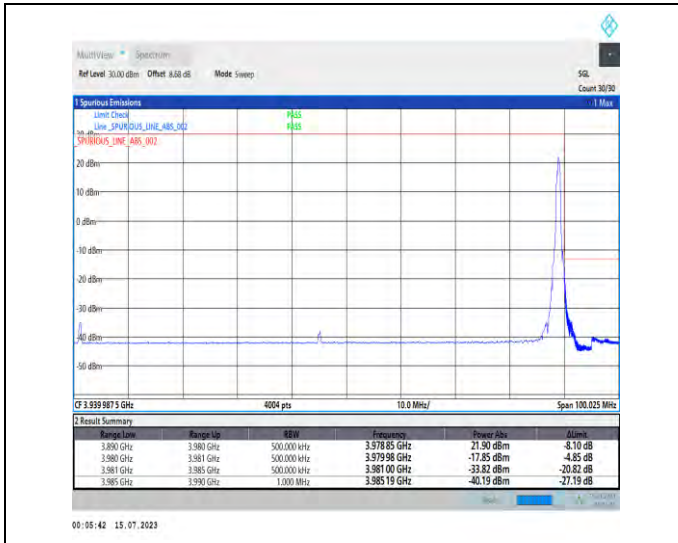 MultiView Spectrum
Ref Level 30.00 dBm Offset 8.68 dB Mode Sweep SGL
Count 30/30
1 Spurious Emissions 1 Max
Limit Check PASS
Line _SPURIOUS_LINE_ABS_002 PASS
_SPURIOUS_LINE_ABS_002
20 dBm
10 dBm
0 dBm
-10 dBm
-20 dBm
-30 dBm
-40 dBm
-50 dBm
CF 3.939 987 5 GHz 4004 pts 10.0 MHz/ Span 100.025 MHz
2 Result Summary
Range Low Range Up RBW Frequency Power Abs ΔLimit
3.890 GHz 3.980 GHz 500.000 kHz 3.978 85 GHz 21.90 dBm -8.10 dB
3.980 GHz 3.981 GHz 500.000 kHz 3.979 98 GHz -17.85 dBm -4.85 dB
3.981 GHz 3.985 GHz 500.000 kHz 3.981 00 GHz -33.82 dBm -20.82 dB
3.985 GHz 3.990 GHz 1.000 MHz 3.985 19 GHz -40.19 dBm -27.19 dB
00:05:42 15.07.2023